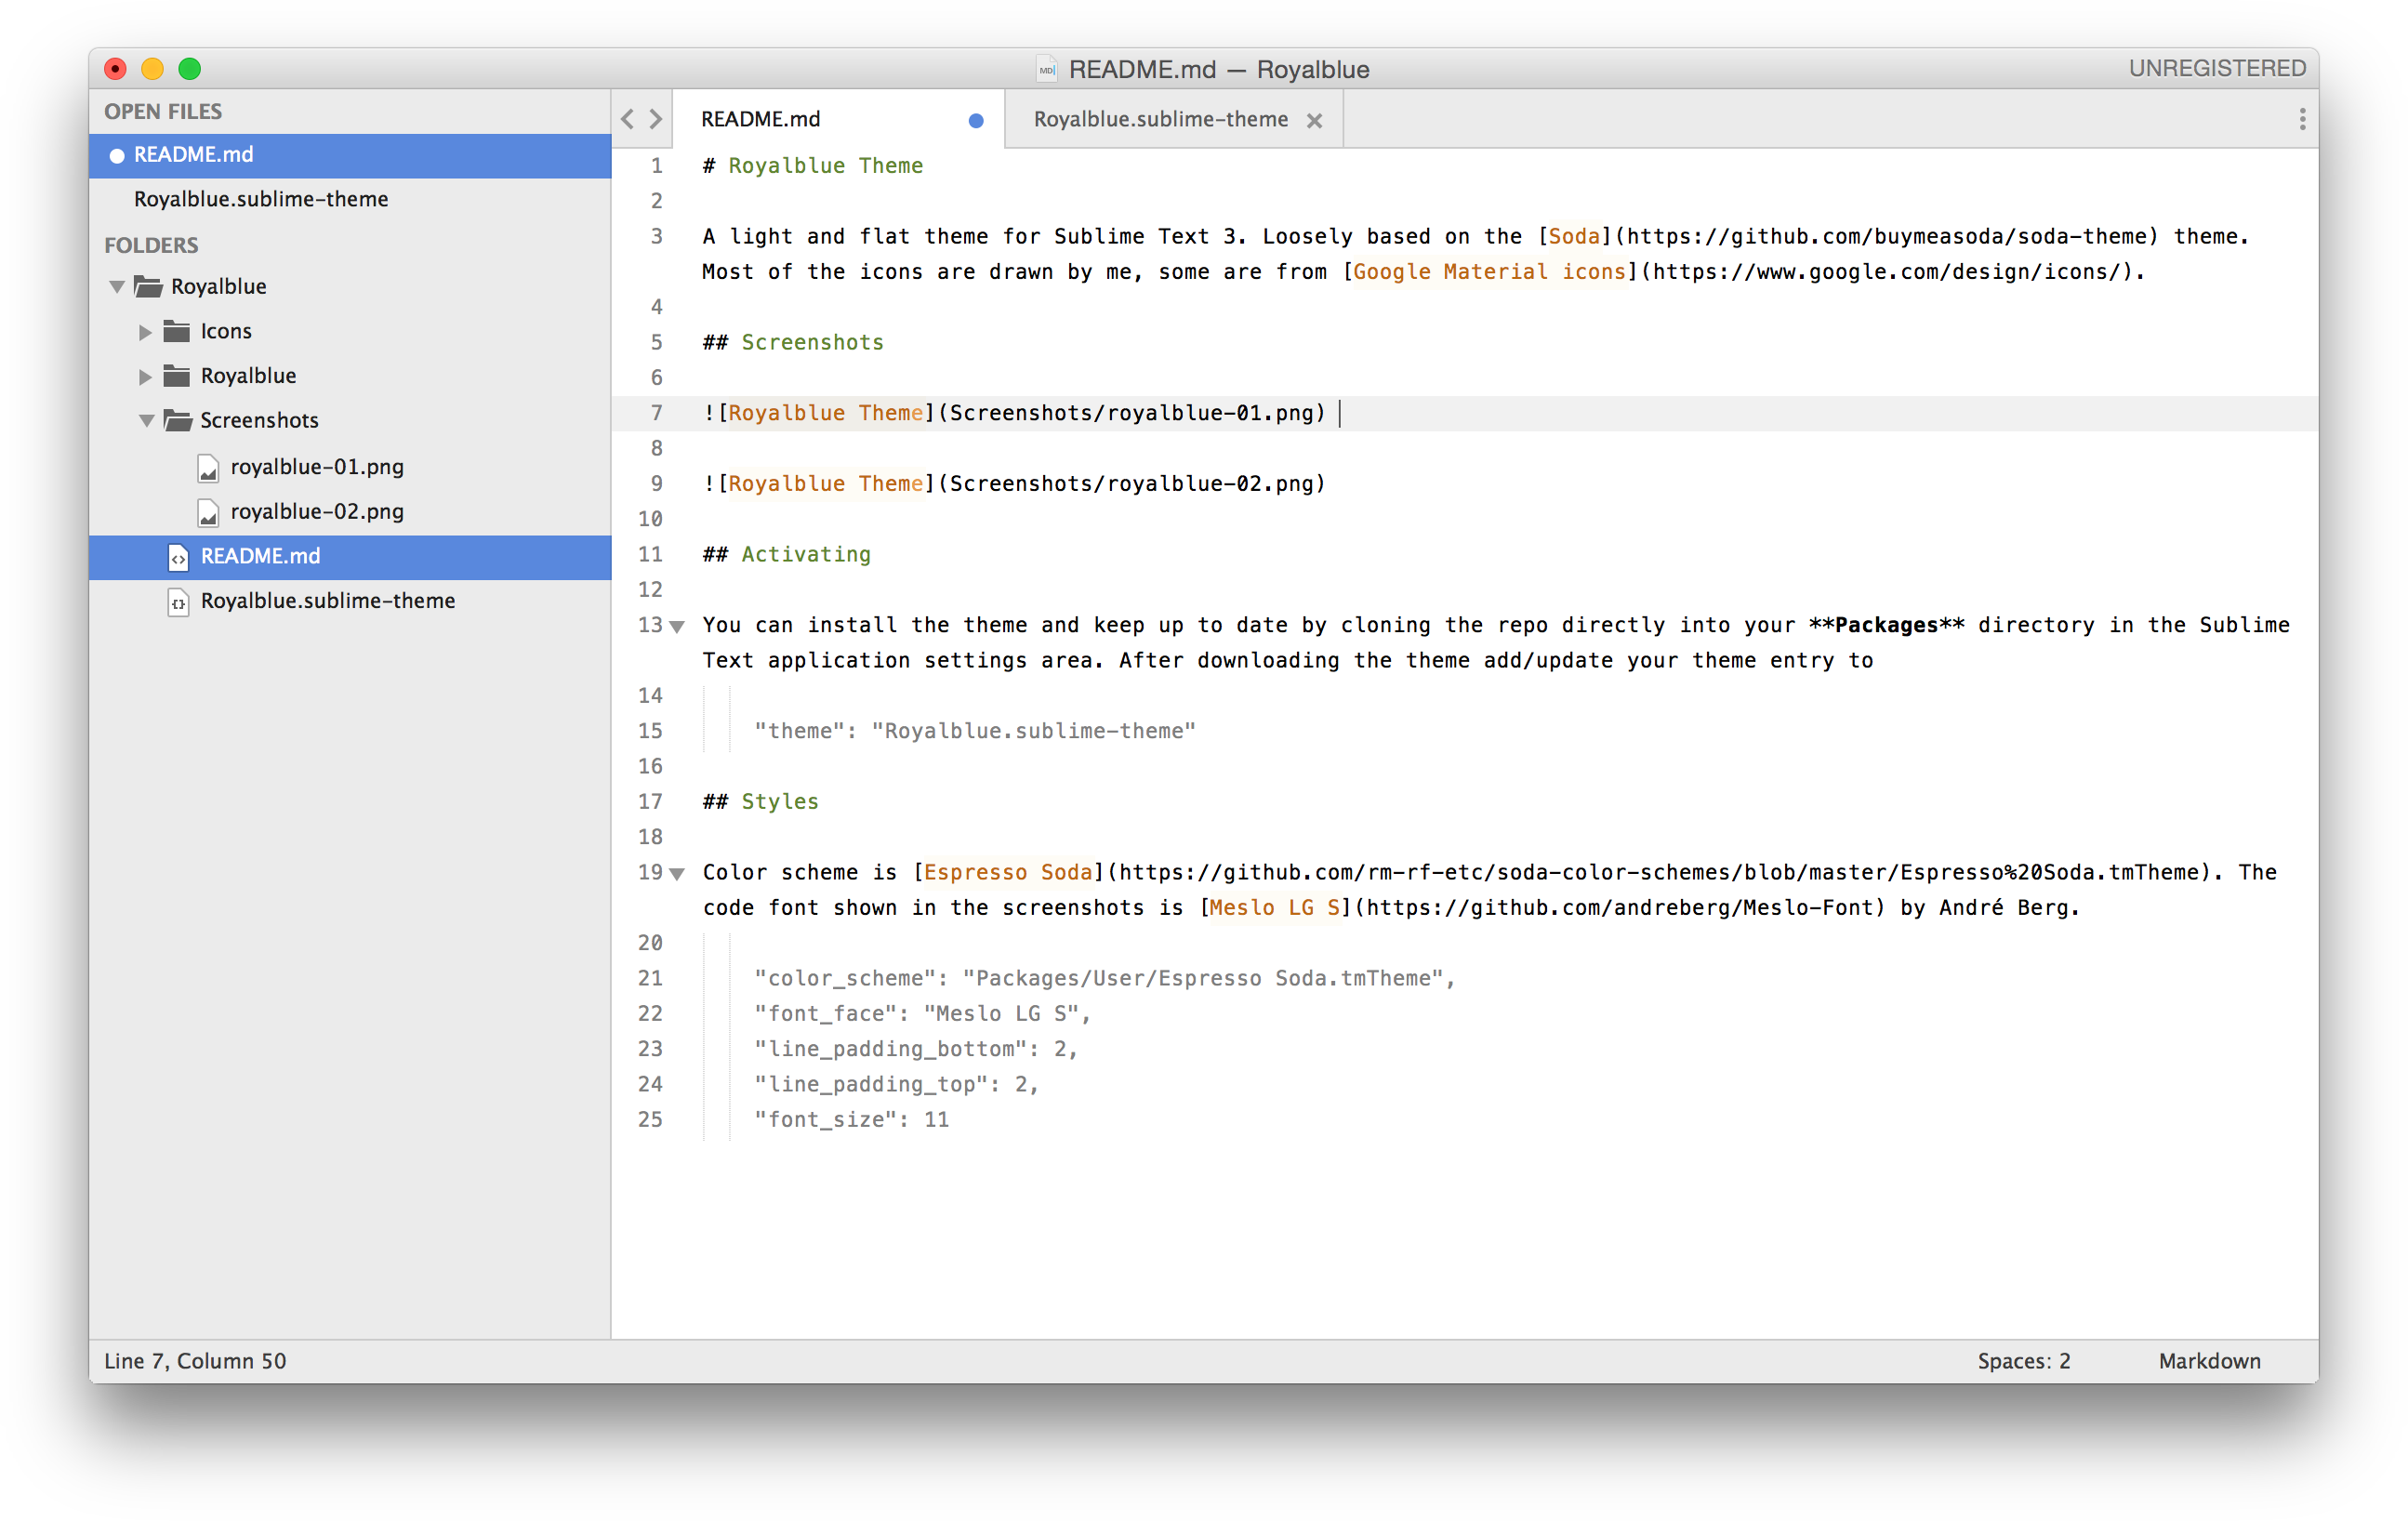 README.md — Royalblue
UNREGISTERED
OPEN FILES
README.md
Royalblue.sublime-theme
FOLDERS
Royalblue
Icons
Royalblue
Screenshots
royalblue-01.png
royalblue-02.png
README.md
Royalblue.sublime-theme
README.md
Royalblue.sublime-theme
1 # Royalblue Theme
2
3 A light and flat theme for Sublime Text 3. Loosely based on the [Soda](https://github.com/buymeasoda/soda-theme) theme.
Most of the icons are drawn by me, some are from [Google Material icons](https://www.google.com/design/icons/).
4
5 ## Screenshots
6
7 ![Royalblue Theme](Screenshots/royalblue-01.png)
8
9 ![Royalblue Theme](Screenshots/royalblue-02.png)
10
11 ## Activating
12
13 You can install the theme and keep up to date by cloning the repo directly into your **Packages** directory in the Sublime
Text application settings area. After downloading the theme add/update your theme entry to
14
15 "theme": "Royalblue.sublime-theme"
16
17 ## Styles
18
19 Color scheme is [Espresso Soda](https://github.com/rm-rf-etc/soda-color-schemes/blob/master/Espresso%20Soda.tmTheme). The
code font shown in the screenshots is [Meslo LG S](https://github.com/andreberg/Meslo-Font) by André Berg.
20
21 "color_scheme": "Packages/User/Espresso Soda.tmTheme",
22 "font_face": "Meslo LG S",
23 "line_padding_bottom": 2,
24 "line_padding_top": 2,
25 "font_size": 11
Line 7, Column 50
Spaces: 2
Markdown